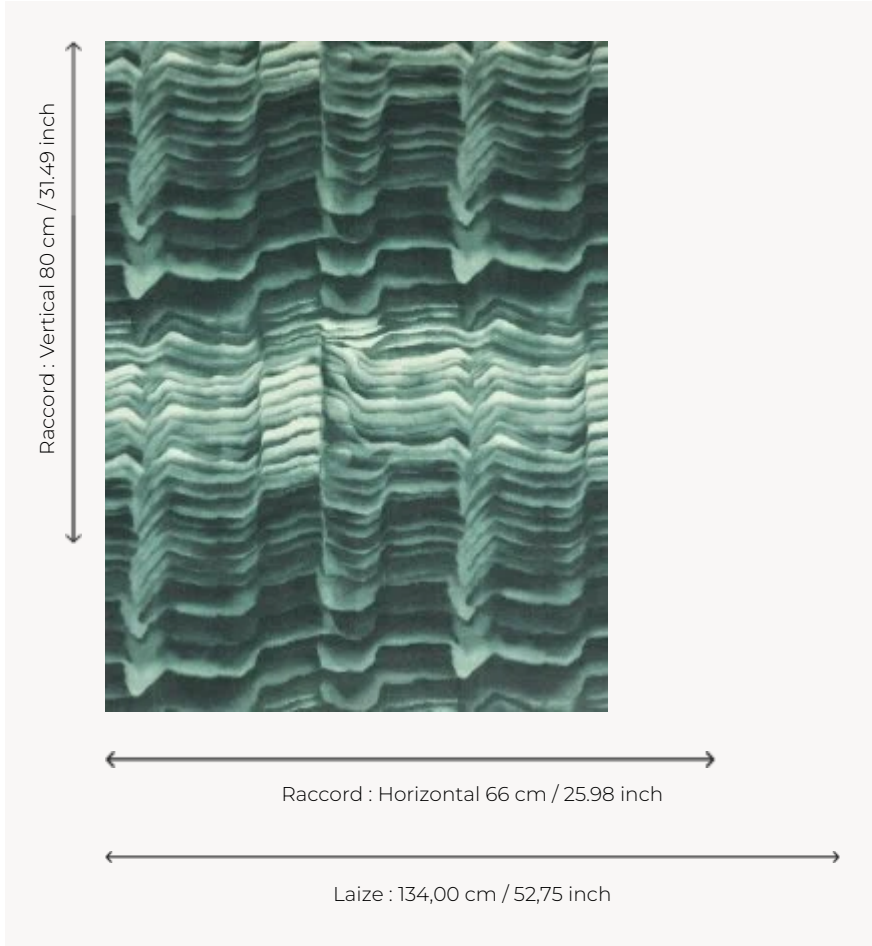 Raccord : Vertical 80 cm / 31.49 inch
Raccord : Horizontal 66 cm / 25.98 inch
Laize : 134,00 cm / 52,75 inch